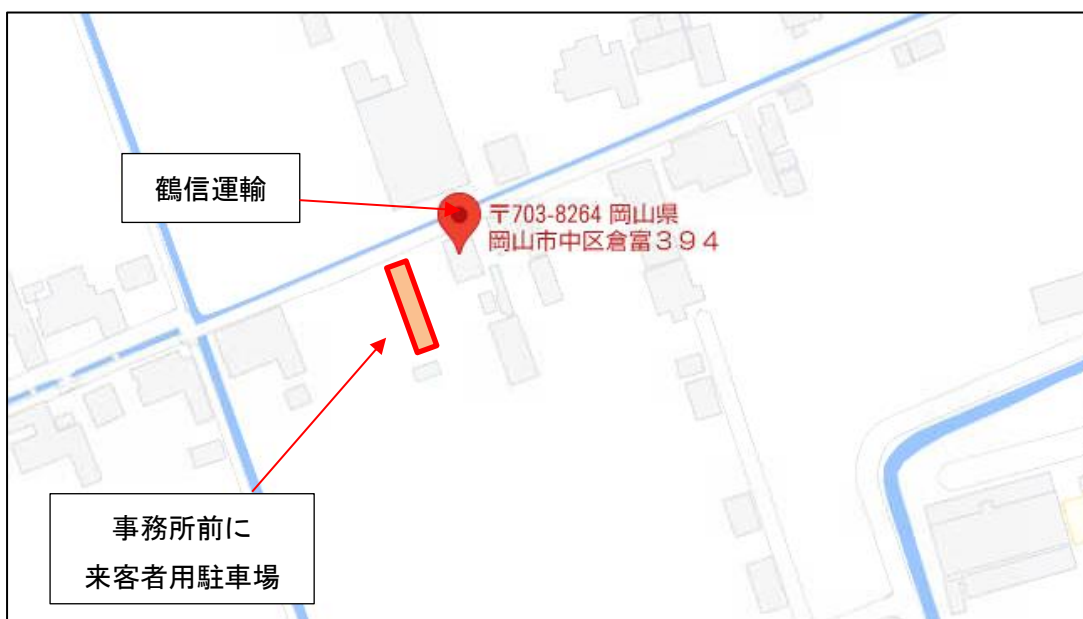 鶴信運輸
〒703-8264 岡山県
岡山市中区倉富３９４
事務所前に
来客者用駐車場